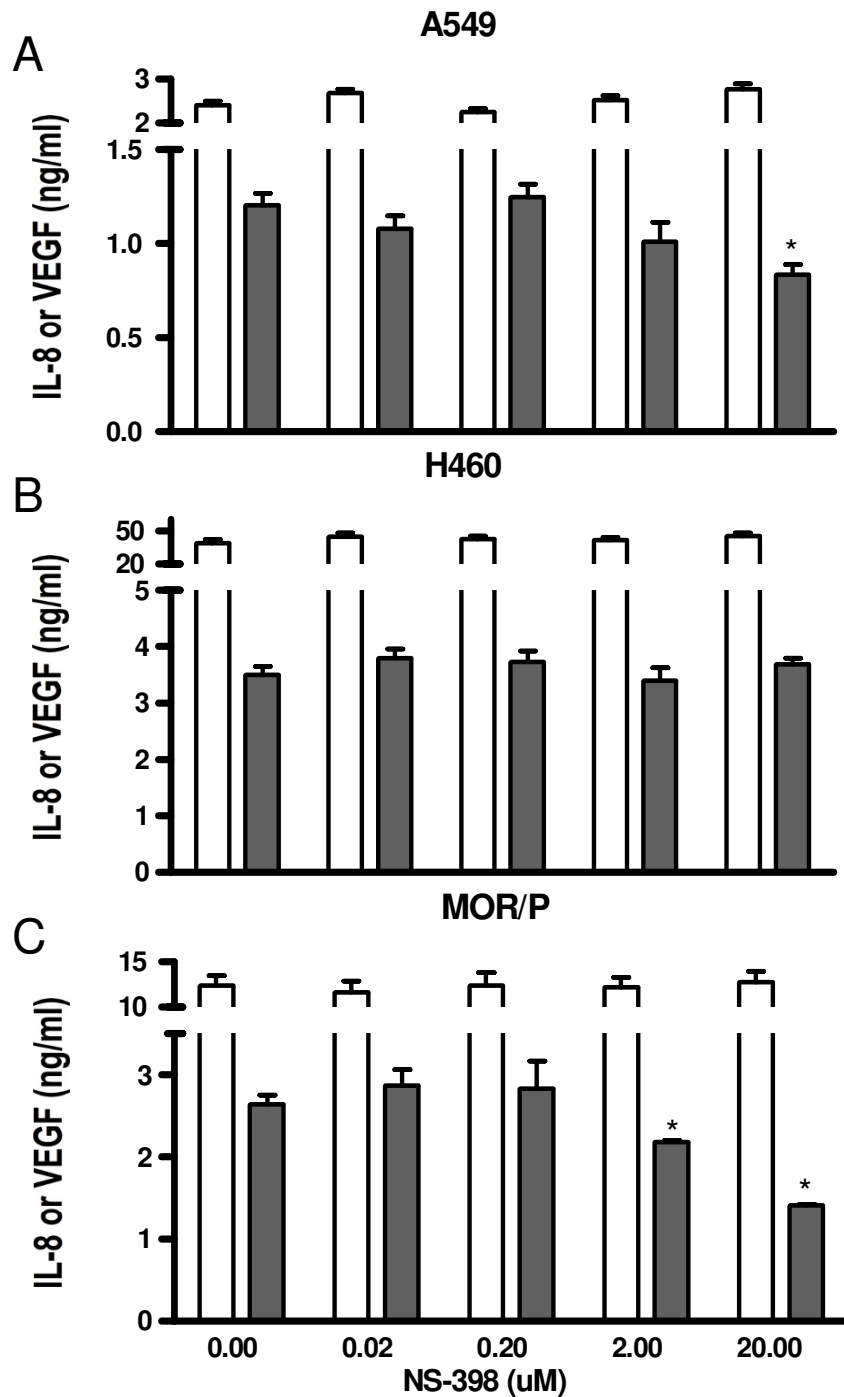 A549
A
IL-8 or VEGF (ng/ml)
3
2
1.5
1.0
0.5
0.0
*
H460
B
IL-8 or VEGF (ng/ml)
50
20
5
4
3
2
1
0
MOR/P
C
IL-8 or VEGF (ng/ml)
15
10
3
2
1
0
*
*
0.00 0.02 0.20 2.00 20.00
NS-398 (uM)